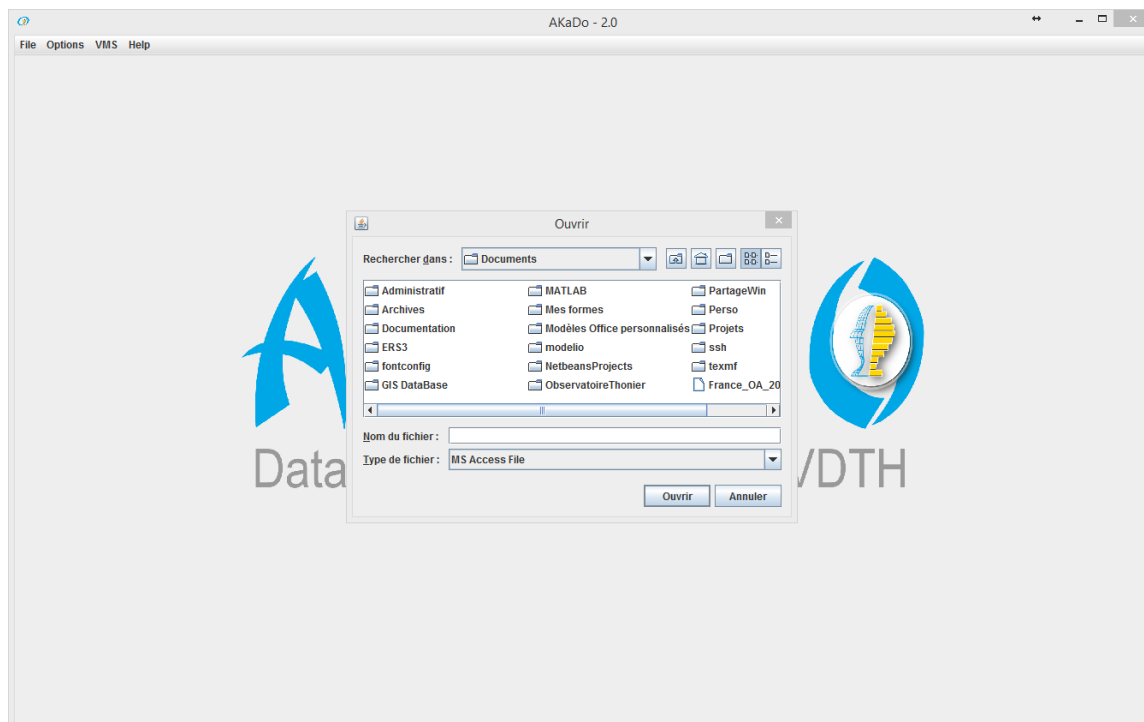 AKaDo - 2.0
File Options VMS Help
Ouvrir
Rechercher dans : Documents
Administratif MATLAB PartageWin
Archives Mes formes Perso
Documentation Modèles Office personnalisés Projets
ERS3 modelio ssh
fontconfig NetbeansProjects texmf
GIS DataBase ObservatoireThonier France_OA_20
Nom du fichier :
Type de fichier : MS Access File
Ouvrir Annuler
Data VDTH